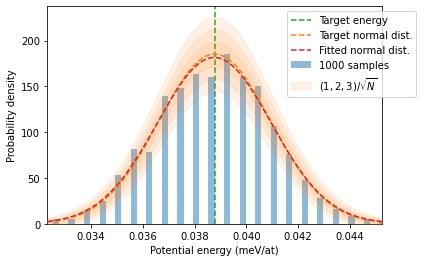 Target energy
Target normal dist.
Fitted normal dist.
1000 samples
(1, 2, 3)/√N
200
150
100
50
0
Probability density
0.034 0.036 0.038 0.040 0.042 0.044
Potential energy (meV/at)